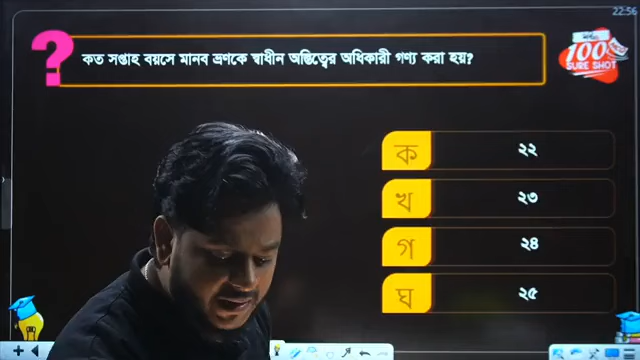 22:56
কত সপ্তাহ বয়সে মানব ভ্রূণকে স্বাধীন অস্তিত্বের অধিকারী গণ্য করা হয়?
100
SURE SHOT
ক ২২
খ ২৩
গ ২৪
ঘ ২৫